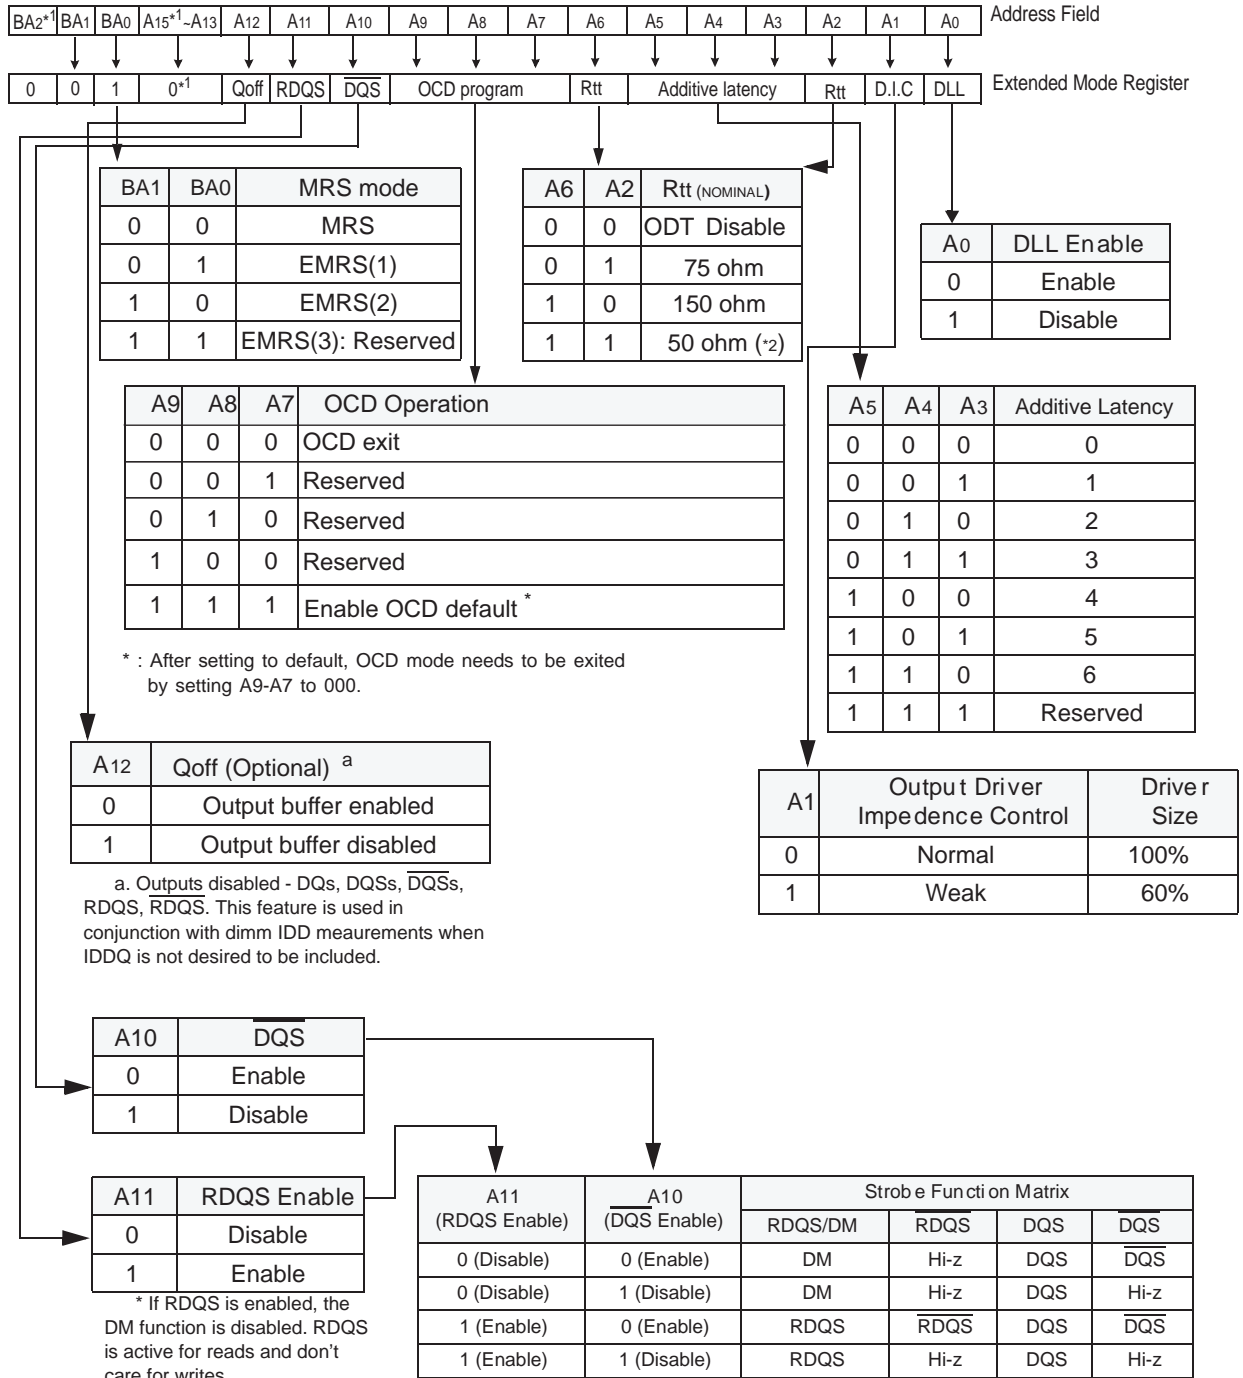 BA2*1 BA1 BA0 A15*1~A13 A12 A11 A10 A9 A8 A7 A6 A5 A4 A3 A2 A1 A0 Address Field
0 0 1 0*1 Qoff RDQS DQS OCD program Rtt Additive latency Rtt D.I.C DLL Extended Mode Register
BA1 BA0 MRS mode
0 0 MRS
0 1 EMRS(1)
1 0 EMRS(2)
1 1 EMRS(3): Reserved
A6 A2 Rtt (NOMINAL)
0 0 ODT Disable
0 1 75 ohm
1 0 150 ohm
1 1 50 ohm (*2)
A0 DLL Enable
0 Enable
1 Disable
A9 A8 A7 OCD Operation
0 0 0 OCD exit
0 0 1 Reserved
0 1 0 Reserved
1 0 0 Reserved
1 1 1 Enable OCD default *
* : After setting to default, OCD mode needs to be exited
by setting A9-A7 to 000.
A5 A4 A3 Additive Latency
0 0 0 0
0 0 1 1
0 1 0 2
0 1 1 3
1 0 0 4
1 0 1 5
1 1 0 6
1 1 1 Reserved
A12 Qoff (Optional) a
0 Output buffer enabled
1 Output buffer disabled
a. Outputs disabled - DQs, DQSs, DQSs,
RDQS, RDQS. This feature is used in
conjunction with dimm IDD meaurements when
IDDQ is not desired to be included.
A1 Output Driver Impedence Control Driver Size
0 Normal 100%
1 Weak 60%
A10 DQS
0 Enable
1 Disable
A11 RDQS Enable
0 Disable
1 Enable
* If RDQS is enabled, the
DM function is disabled. RDQS
is active for reads and don't
care for writes.
A11 (RDQS Enable) A10 (DQS Enable) Strobe Function Matrix
RDQS/DM RDQS DQS DQS
0 (Disable) 0 (Enable) DM Hi-z DQS DQS
0 (Disable) 1 (Disable) DM Hi-z DQS Hi-z
1 (Enable) 0 (Enable) RDQS RDQS DQS DQS
1 (Enable) 1 (Disable) RDQS Hi-z DQS Hi-z